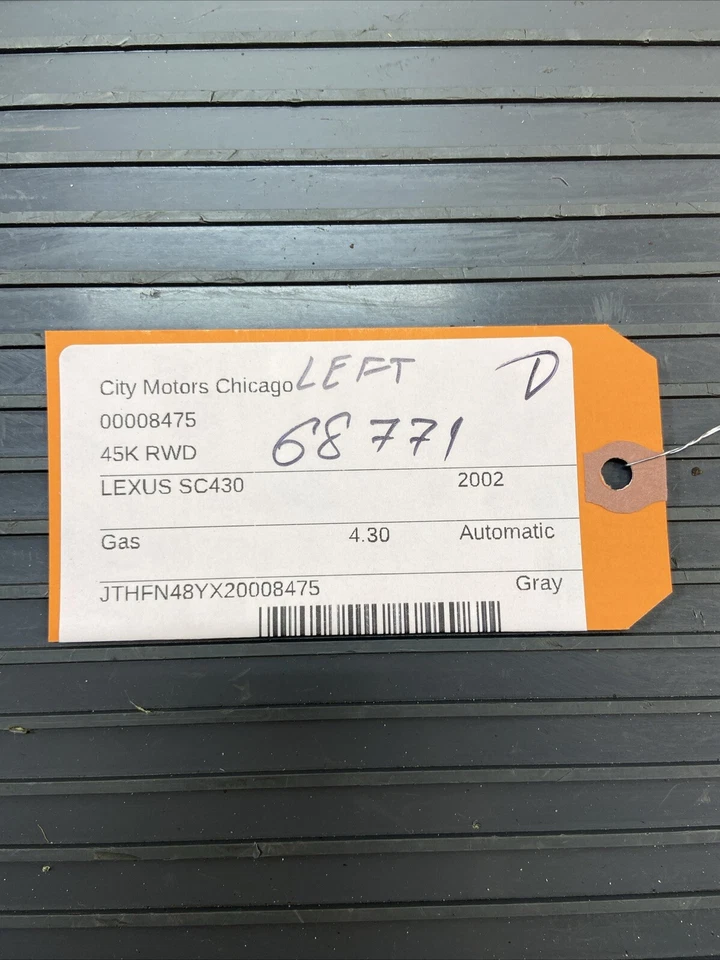 City Motors Chicago LEFT D
00008475
45K RWD 68771
LEXUS SC430 2002
Gas 4.30 Automatic
JTHFN48YX20008475 Gray